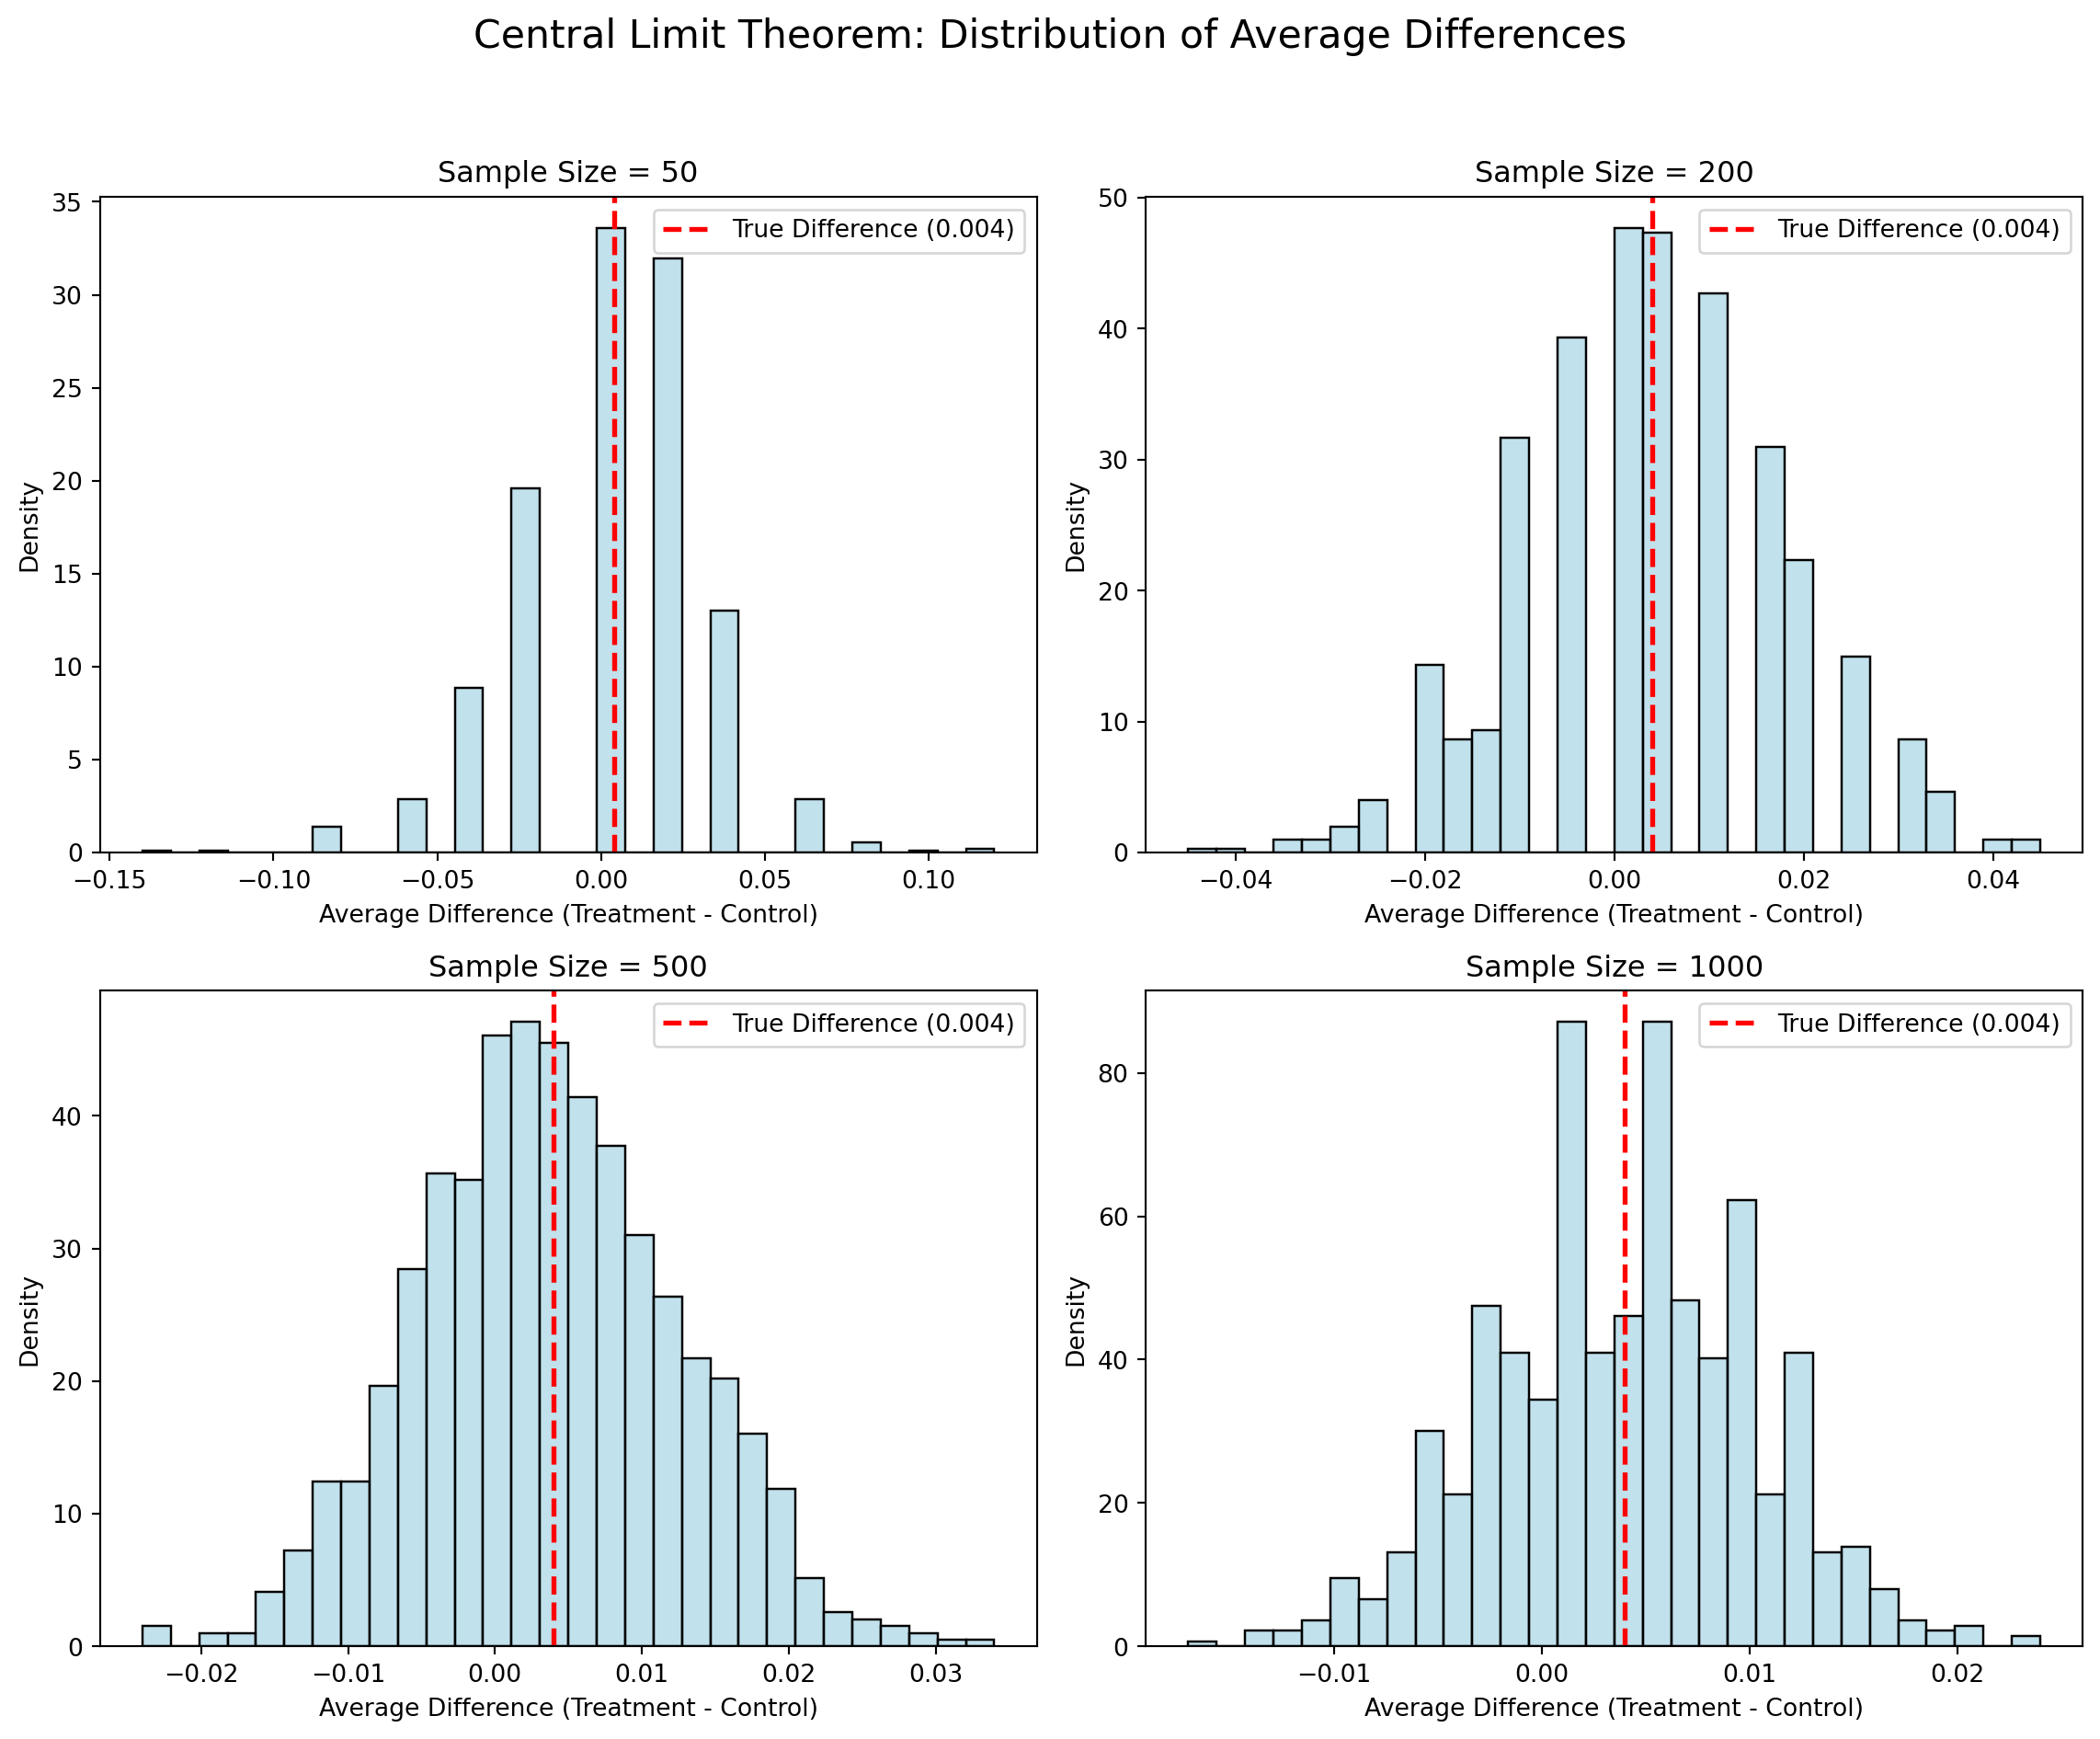 Central Limit Theorem: Distribution of Average Differences
Sample Size = 50
True Difference (0.004)
Density
35
30
25
20
15
10
5
0
−0.15 −0.10 −0.05 0.00 0.05 0.10
Average Difference (Treatment - Control)
Sample Size = 200
True Difference (0.004)
Density
50
40
30
20
10
0
−0.04 −0.02 0.00 0.02 0.04
Average Difference (Treatment - Control)
Sample Size = 500
True Difference (0.004)
Density
40
30
20
10
0
−0.02 −0.01 0.00 0.01 0.02 0.03
Average Difference (Treatment - Control)
Sample Size = 1000
True Difference (0.004)
Density
80
60
40
20
0
−0.01 0.00 0.01 0.02
Average Difference (Treatment - Control)